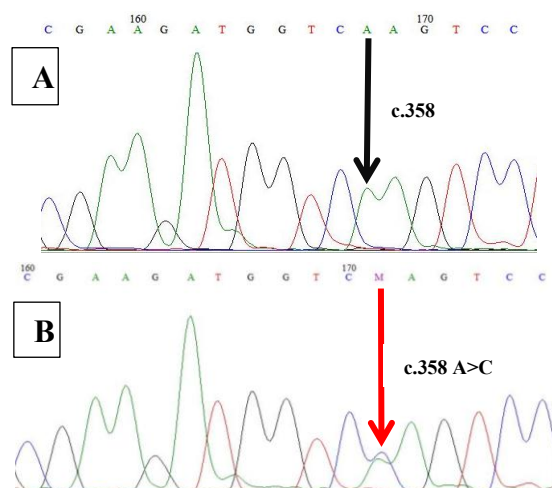 160 170
C G A A G A T G G T C A A G T C C
A
c.358
160 170
C G A A G A T G G T C M A G T C C
B
c.358 A>C